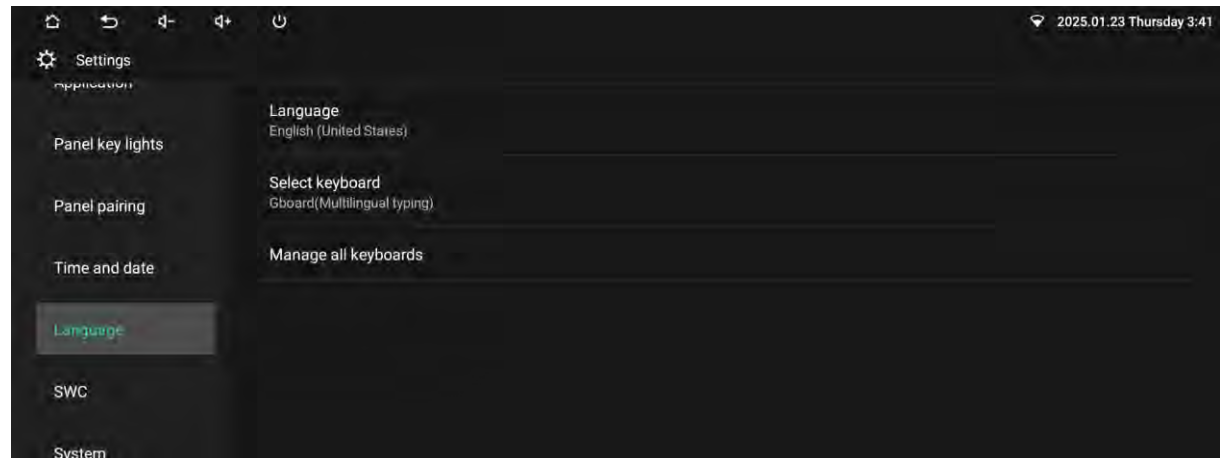 2025.01.23 Thursday 3:41
Settings
Application
Panel key lights
Panel pairing
Time and date
Language
SWC
System
Language
English (United States)
Select keyboard
Gboard(Multilingual typing)
Manage all keyboards